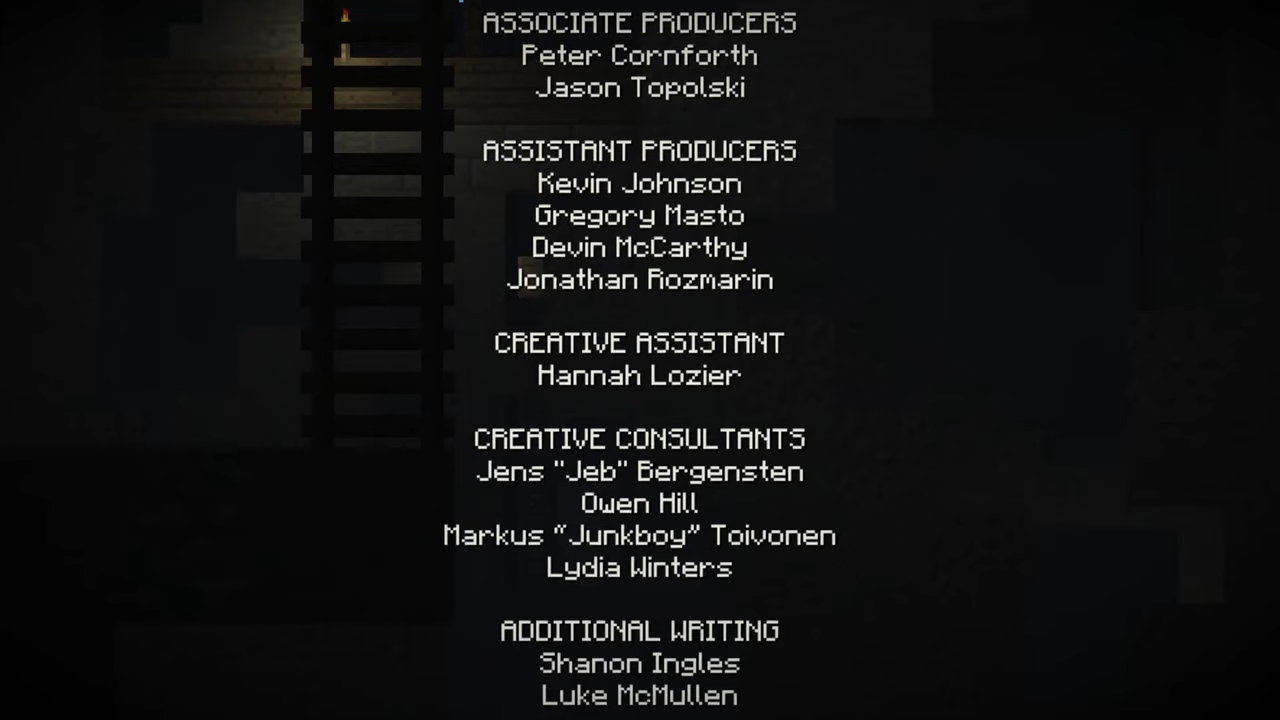 ASSOCIATE PRODUCERS
Peter Cornforth
Jason Topolski
ASSISTANT PRODUCERS
Kevin Johnson
Gregory Masto
Devin McCarthy
Jonathan Rozmarin
CREATIVE ASSISTANT
Hannah Lozier
CREATIVE CONSULTANTS
Jens "Jeb" Bergensten
Owen Hill
Markus “Junkboy” Toivonen
Lydia Winters
ADDITIONAL WRITING
Shanon Ingles
Luke McMullen